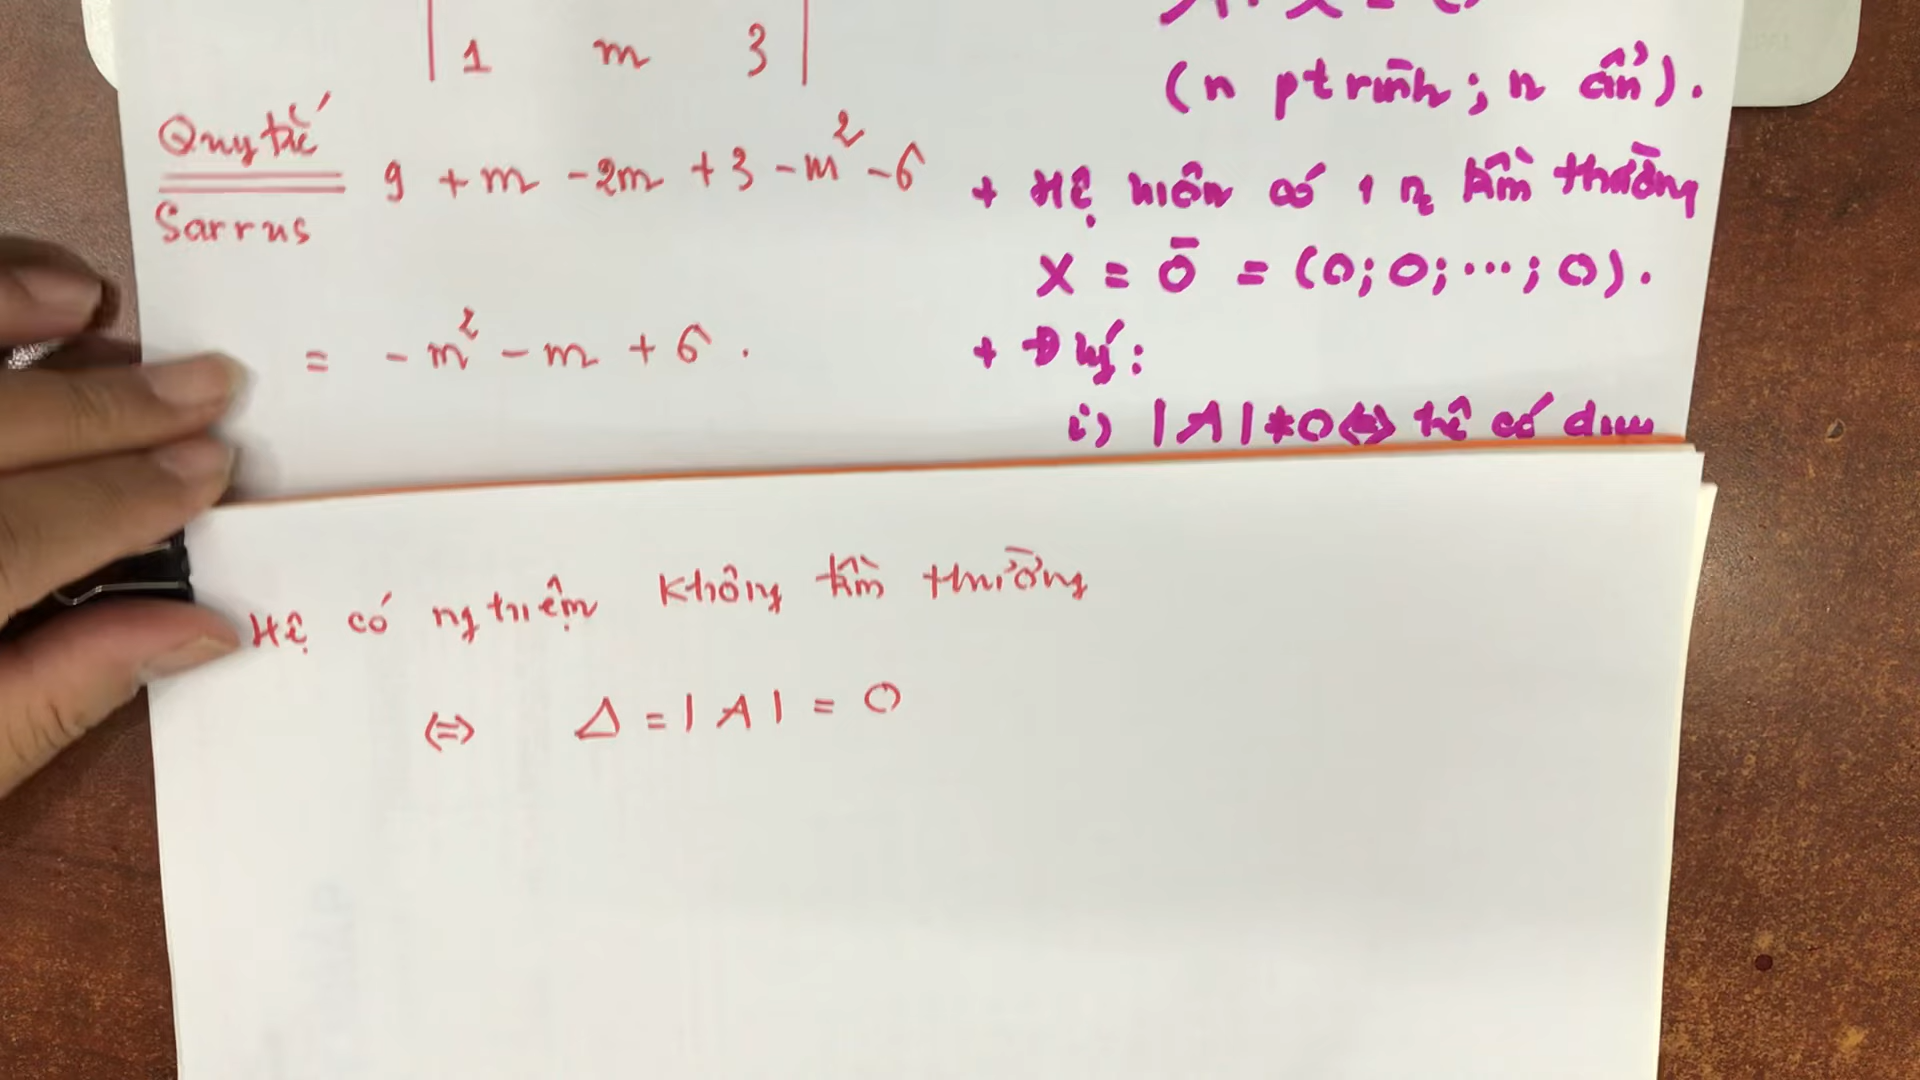 | 1 m 3 |
Quy tắc
Sarrus
9 + m - 2m + 3 - m² - 6
= - m² - m + 6 .
(n ptrình ; n ẩn) .
+ Hệ luôn có 1 n₀ tầm thường
X = Ō = (0; 0; ... ; 0) .
+ Đ lý :
i) |A| ≠ 0 <=> hệ có duy
Hệ có nghiệm không tầm thường
<=> Δ = | A | = 0